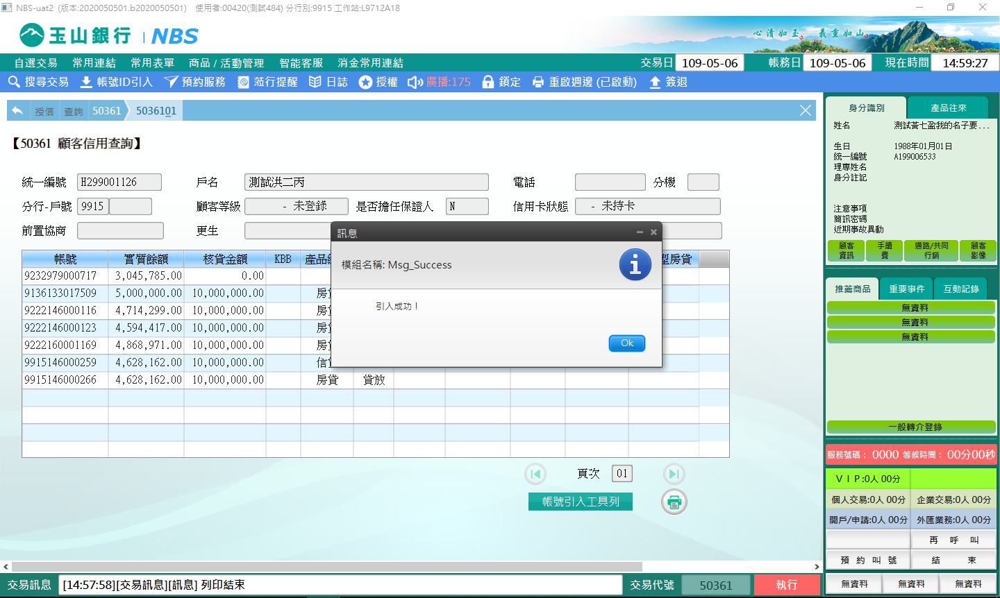 NBS-uat2 (版本:2020050501.b2020050501) 使用者:00420(測試484) 分行別:9915 工作站:L9712A18
玉山銀行 NBS
心清如玉。義重如山。
自選交易 常用連結 常用表單 商品 / 活動管理 智能客服 消金常用連結 交易日 109-05-06 帳務日 109-05-06 現在時間 14:59:27
搜尋交易 帳號ID引入 預約服務 蒞行提醒 日誌 授權 廣播:175 鎖定 重啟週邊 (已啟動) 簽退
授信 查詢 50361 5036101
【50361 顧客信用查詢】
統一編號 H299001126 戶名 測試洪二丙 電話 分機
分行-戶號 9915 顧客等級 - 未登錄 是否擔任保證人 N 信用卡狀態 - 未持卡
前置協商 更生
帳號 實質餘額 核貸金額 KBB 型房貸
9232979000717 3,045,785.00 0.00
9136133017509 5,000,000.00 10,000,000.00
9222146000116 4,714,299.00 10,000,000.00
9222146000123 4,594,417.00 10,000,000.00
9222160001169 4,868,971.00 10,000,000.00
9915146000259 4,628,162.00 10,000,000.00
9915146000266 4,628,162.00 10,000,000.00 房貸 貸放
訊息
模組名稱: Msg_Success
引入成功！
Ok
頁次 01
帳號引入工具列
交易訊息 [14:57:58][交易訊息][訊息] 列印結束 交易代號 50361 執行
身分識別 產品往來
姓名 測試黃七盈我的名子要...
生日 1988年01月01日
統一編號 A199006533
理專姓名
身分註記
注意事項
簡訊密碼
近期事故異動
顧客資訊 手續費 通路/共同行銷 顧客影像
推薦商品 重要事件 互動記錄
無資料
無資料
無資料
一般轉介登錄
服務號碼： 0000 等候時間： 00分00秒
ＶＩＰ:0人 00分
個人交易:0人 00分 企業交易:0人 00分
開戶/申請:0人 00分 外匯業務:0人 00分
再 呼 叫
預 約 叫 號 結 束
無資料 無資料 無資料